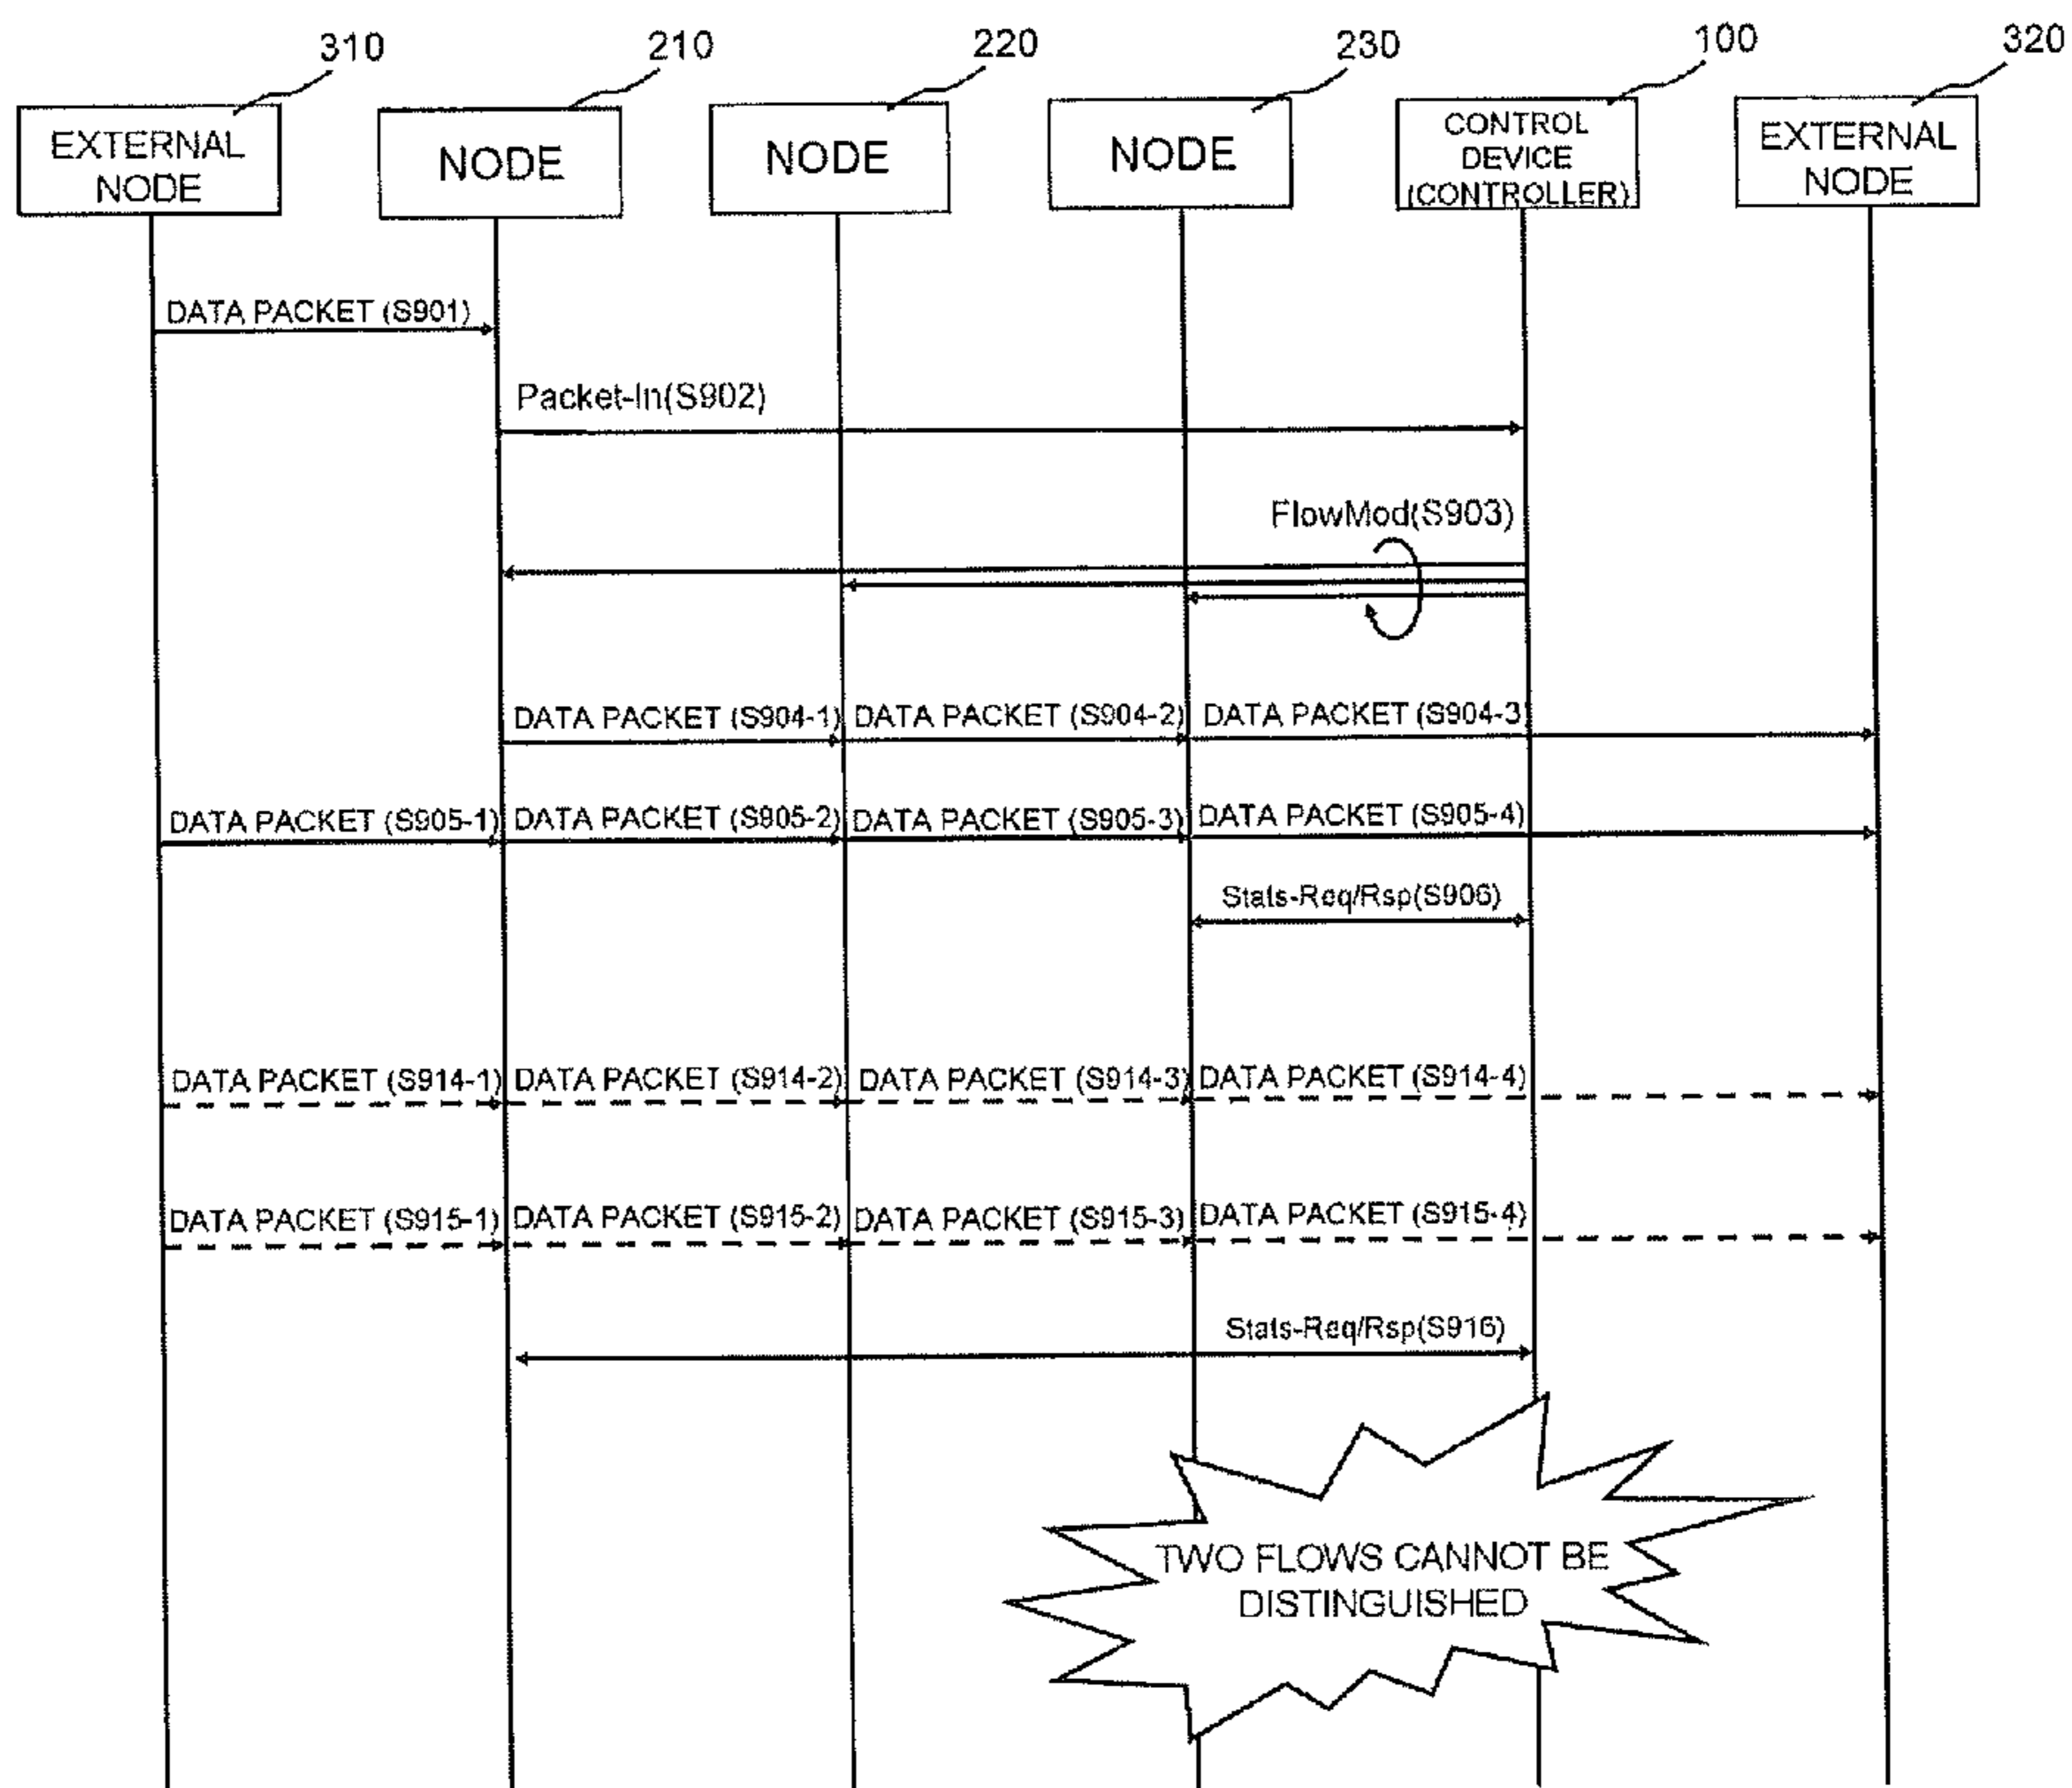 310
210
220
230
100
320
EXTERNAL
NODE
NODE
NODE
NODE
CONTROL
DEVICE
(CONTROLLER)
EXTERNAL
NODE
DATA PACKET (S901)
Packet-In(S902)
FlowMod(S903)
DATA PACKET (S904-1)
DATA PACKET (S904-2)
DATA PACKET (S904-3
DATA PACKET (S905-1)
DATA PACKET (S905-2)
DATA PACKET (S905-3)
DATA PACKET (S905-4)
Stats-Req/Rsp(S906)
DATA PACKET (S914-1)
DATA PACKET (S914-2)
DATA PACKET (S914-3)
DATA PACKET (S914-4)
DATA PACKET (S915-1)
DATA PACKET (S915-2)
DATA PACKET (S915-3)
DATA PACKET (S915-4)
Stats-Req/Rsp(S916)
TWO FLOWS CANNOT BE
DISTINGUISHED